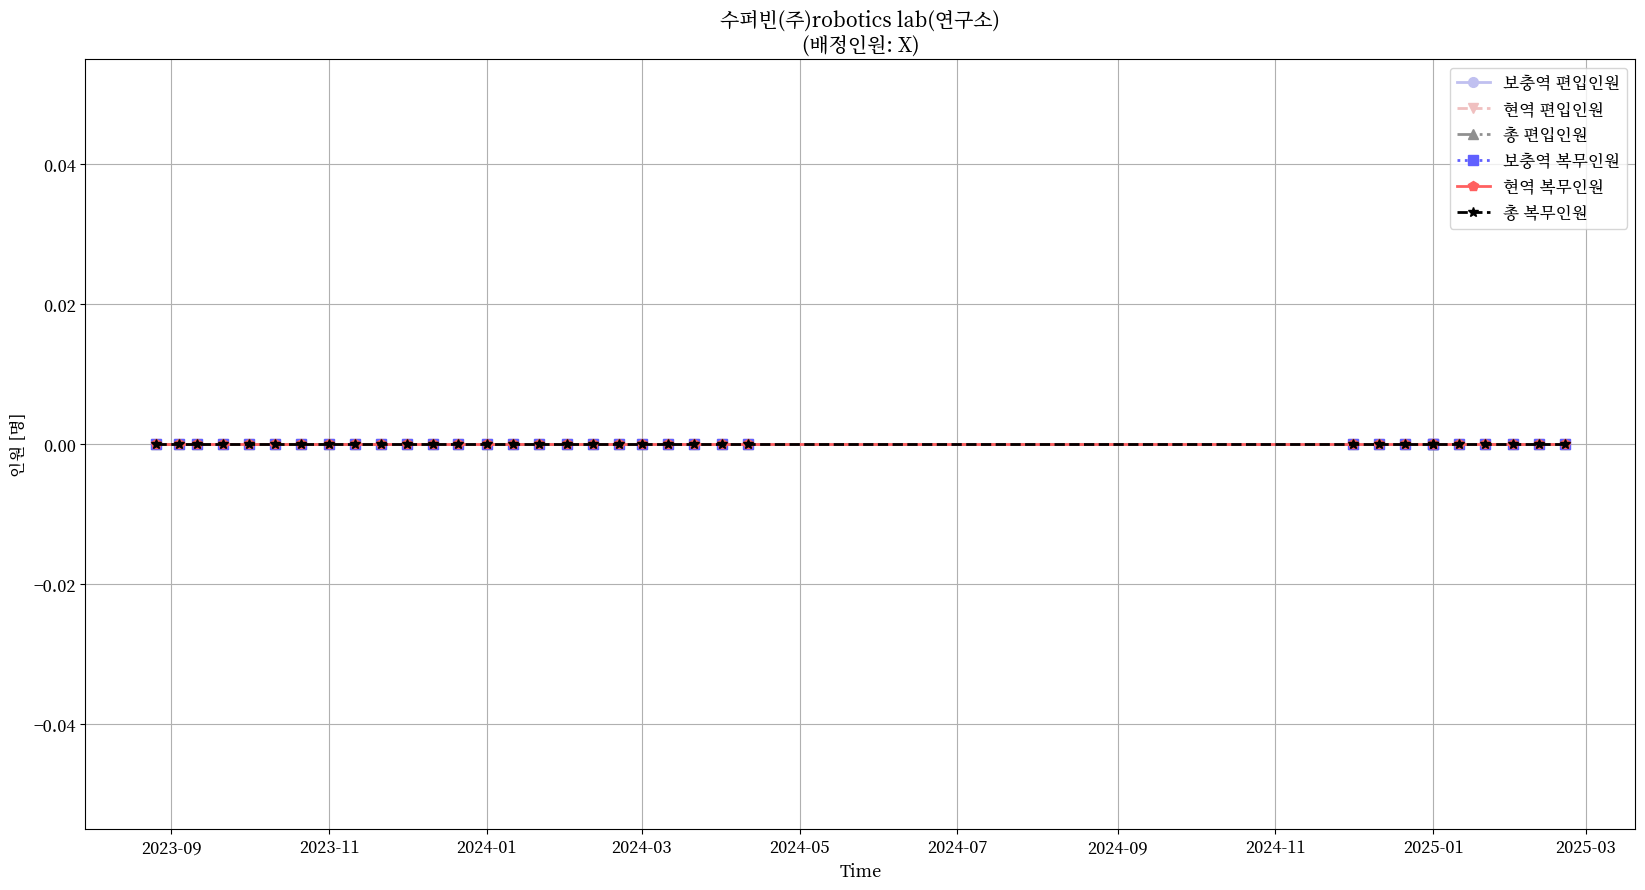 수퍼빈(주)robotics lab(연구소)
(배정인원: X)
보충역 편입인원
현역 편입인원
총 편입인원
보충역 복무인원
현역 복무인원
총 복무인원
인원 [명]
0.04
0.02
0.00
−0.02
−0.04
2023-09
2023-11
2024-01
2024-03
2024-05
2024-07
2024-09
2024-11
2025-01
2025-03
Time